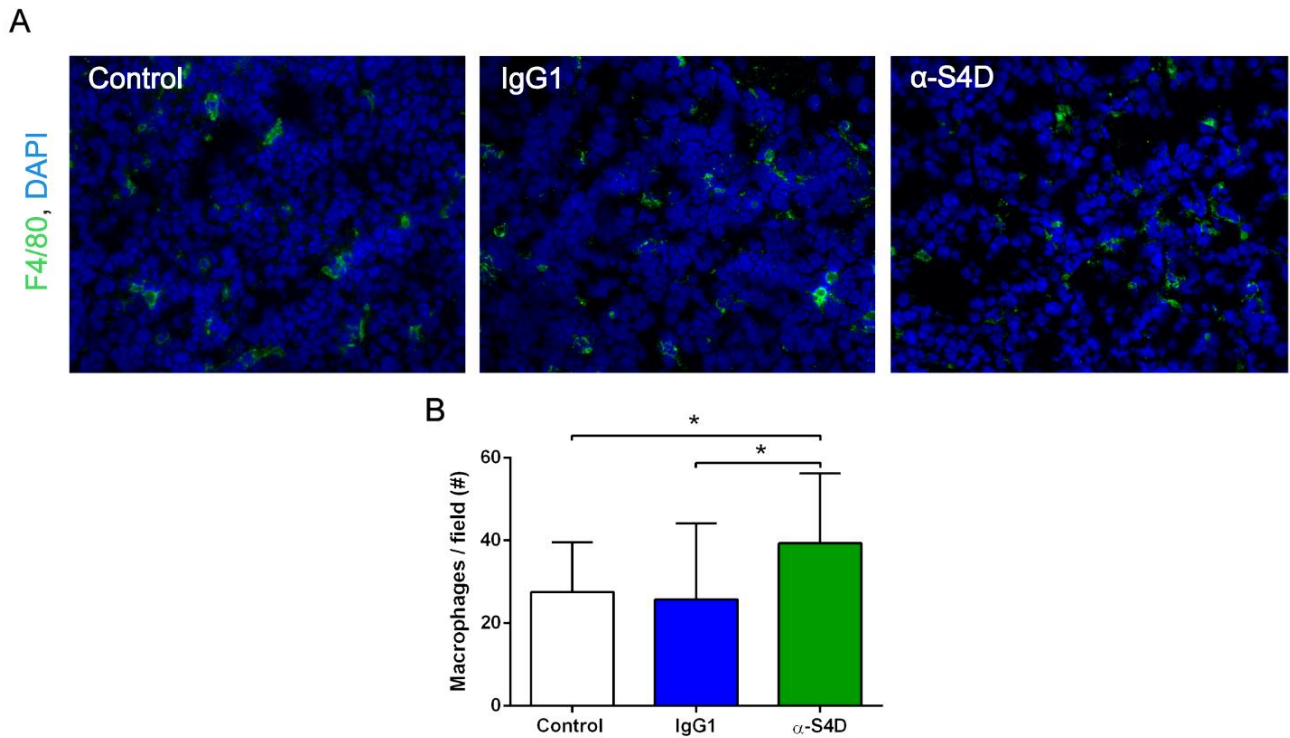 A
Control
IgG1
α-S4D
F4/80, DAPI
B
*
*
Macrophages / field (#)
60
40
20
0
Control
IgG1
α-S4D